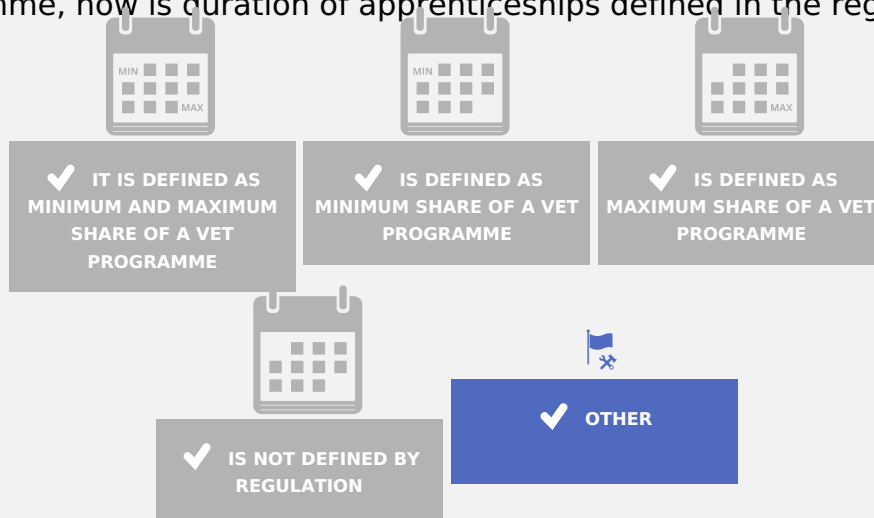 how is duration of apprenticeships defined in the
MIN
MAX
MIN
MAX
IT IS DEFINED AS
MINIMUM AND MAXIMUM
SHARE OF A VET
PROGRAMME
IS DEFINED AS
MINIMUM SHARE OF A VET
PROGRAMME
IS DEFINED AS
MAXIMUM SHARE OF A VET
PROGRAMME
IS NOT DEFINED BY
REGULATION
OTHER